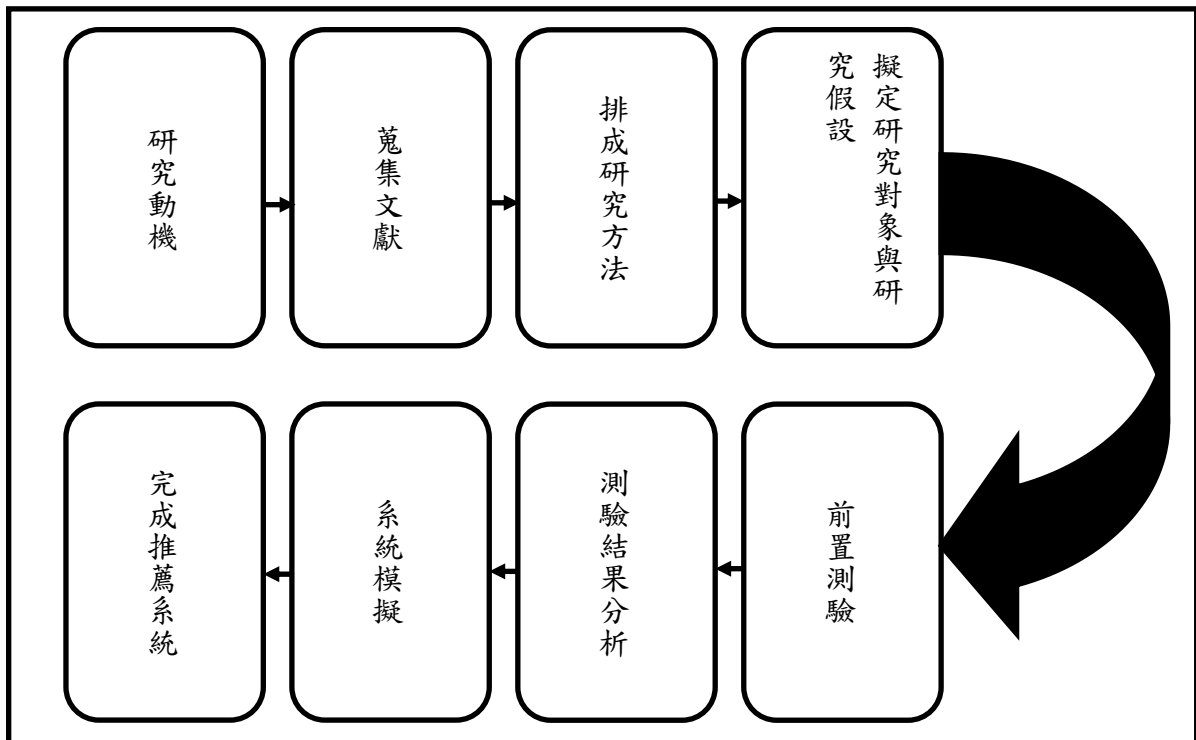 研究動機
蒐集文獻
排成研究方法
擬定研究對象與研
究假設
前置測驗
測驗結果分析
系統模擬
完成推薦系統